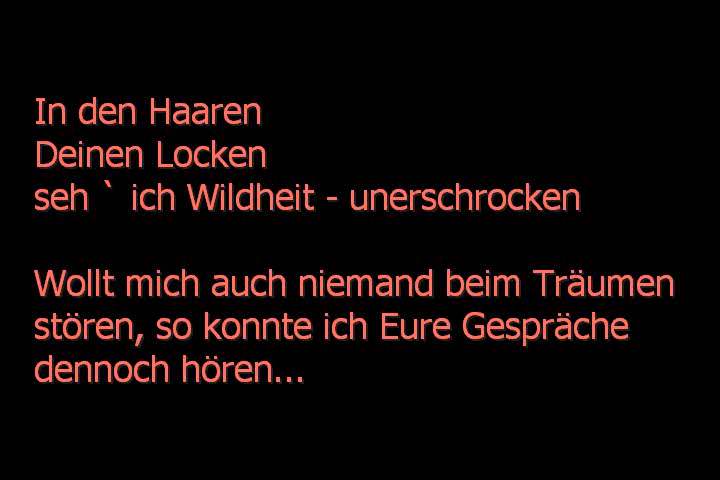 In den Haaren
Deinen Locken
seh ` ich Wildheit - unerschrocken
Wollt mich auch niemand beim Träumen
stören, so konnte ich Eure Gespräche
dennoch hören...